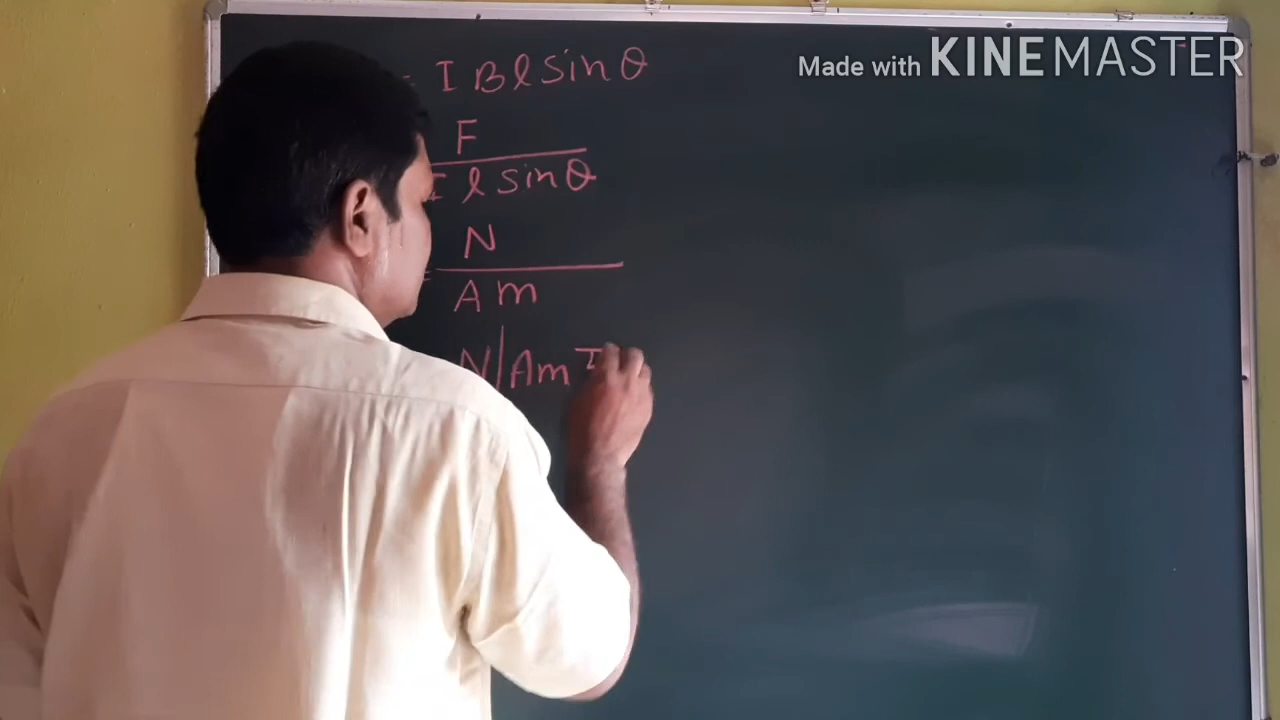 Made with KINEMASTER
= I B l sin θ
F
I l sin θ
N
=
A m
N/Am